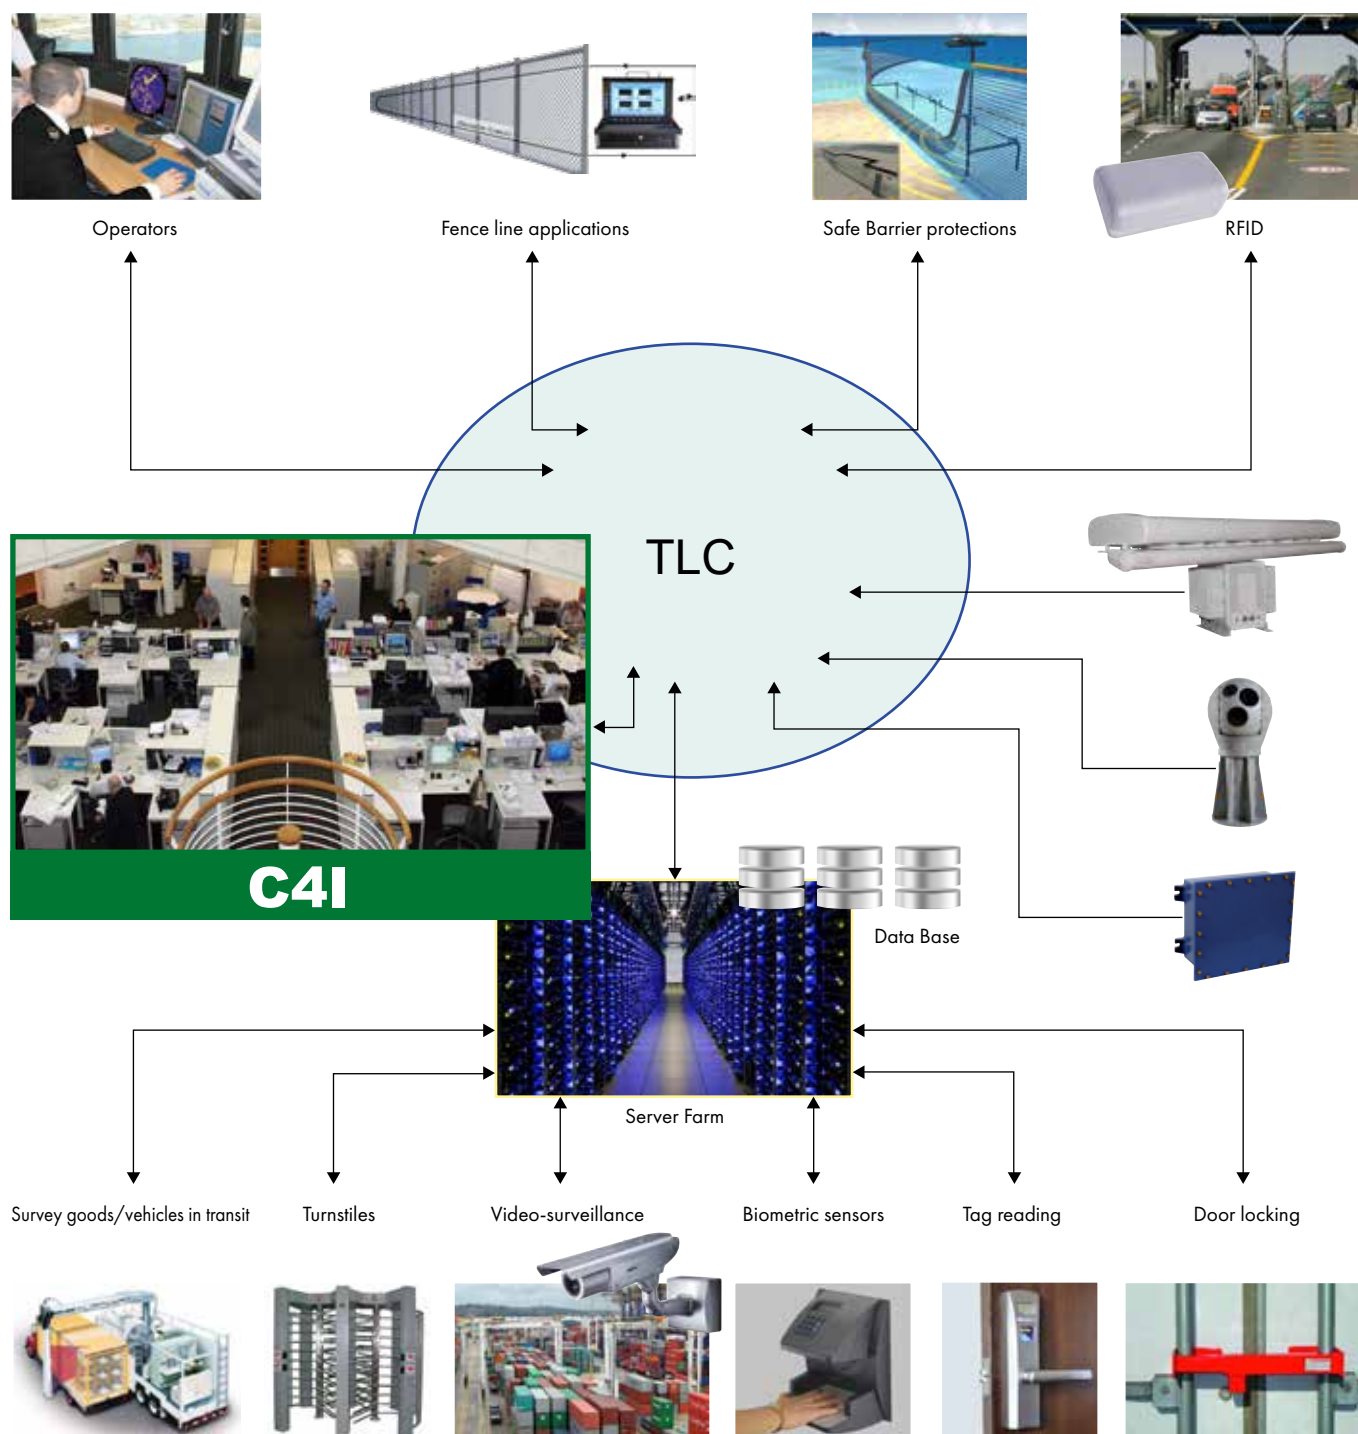 Operators
Fence line applications
Safe Barrier protections
RFID
TLC
C4I
Data Base
Server Farm
Survey goods/vehicles in transit
Turnstiles
Video-surveillance
Biometric sensors
Tag reading
Door locking